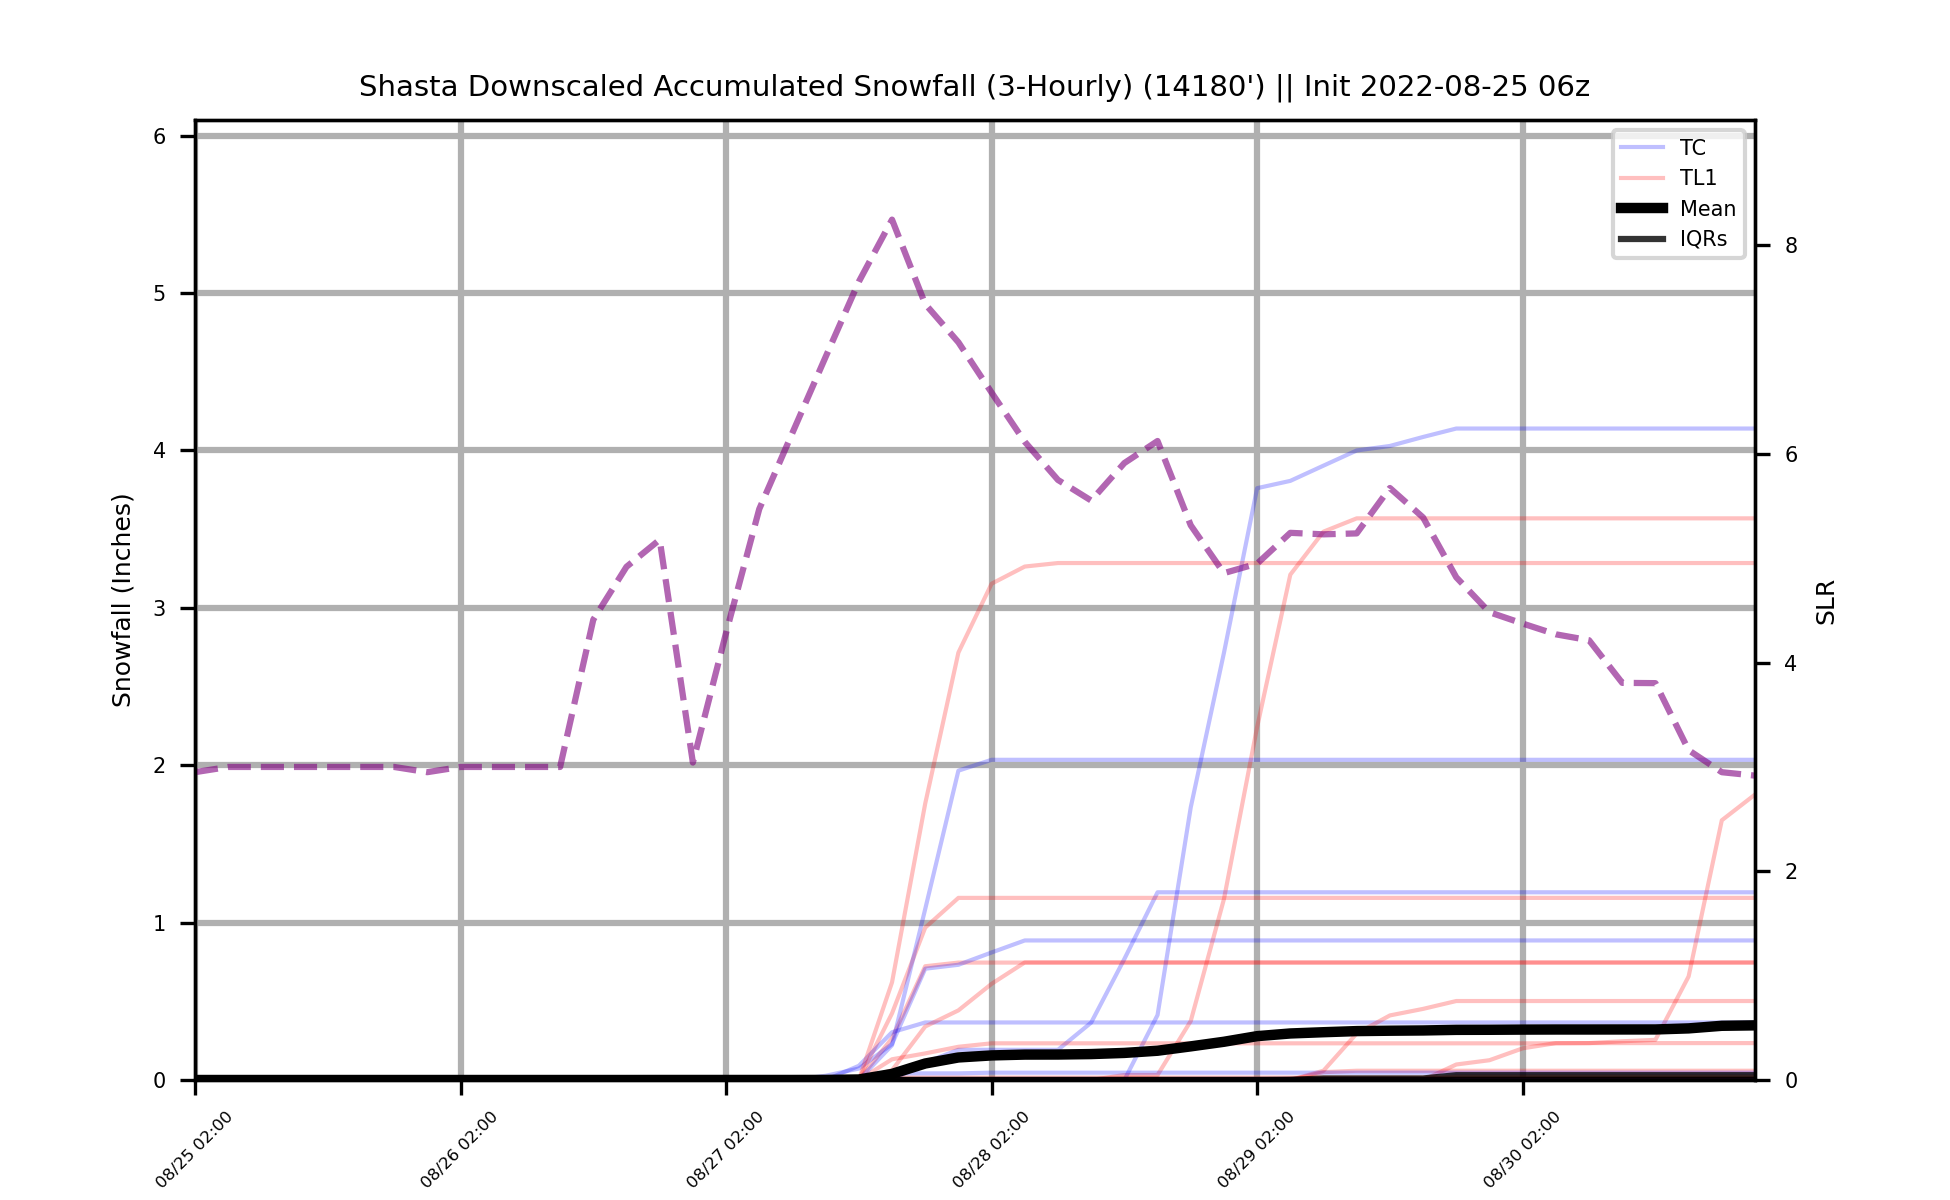 Shasta Downscaled Accumulated Snowfall (3-Hourly) (14180') || Init 2022-08-25 06z
TC
TL1
Mean
IQRs
Snowfall (Inches)
6
5
4
3
2
1
0
SLR
8
6
4
2
0
08/25 02:00
08/26 02:00
08/27 02:00
08/28 02:00
08/29 02:00
08/30 02:00